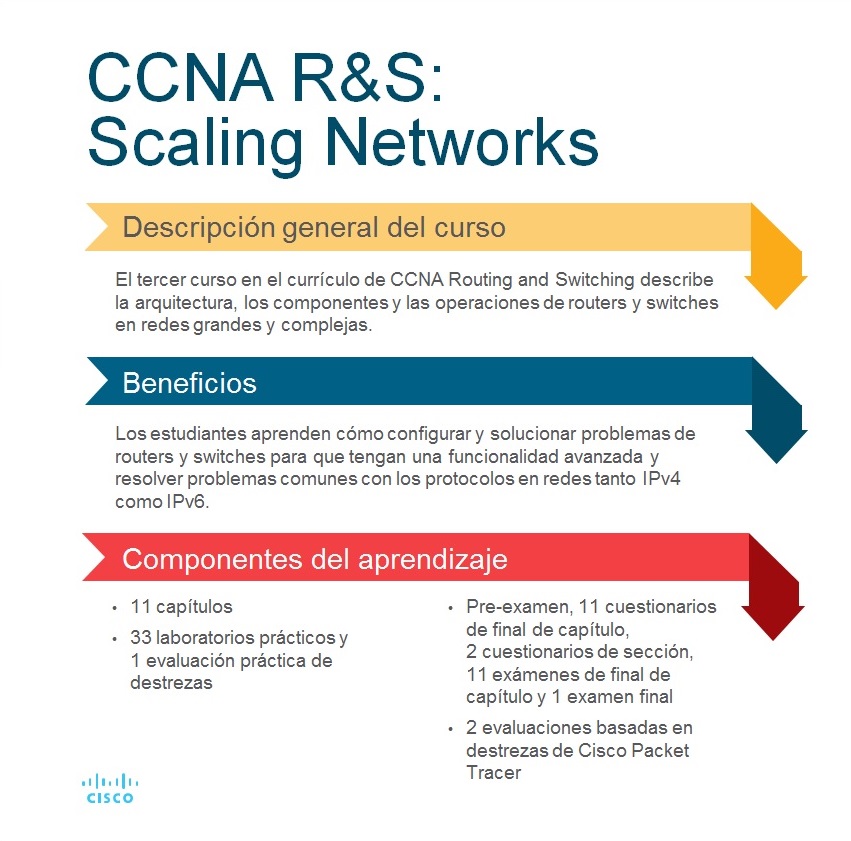 CCNA R&S:
Scaling Networks
Descripción general del curso
El tercer curso en el currículo de CCNA Routing and Switching describe
la arquitectura, los componentes y las operaciones de routers y switches
en redes grandes y complejas.
Beneficios
Los estudiantes aprenden cómo configurar y solucionar problemas de
routers y switches para que tengan una funcionalidad avanzada y
resolver problemas comunes con los protocolos en redes tanto IPv4
como IPv6.
Componentes del aprendizaje
• 11 capítulos
• 33 laboratorios prácticos y
1 evaluación práctica de
destrezas
• Pre-examen, 11 cuestionarios
de final de capítulo,
2 cuestionarios de sección,
11 exámenes de final de
capítulo y 1 examen final
• 2 evaluaciones basadas en
destrezas de Cisco Packet
Tracer
CISCO